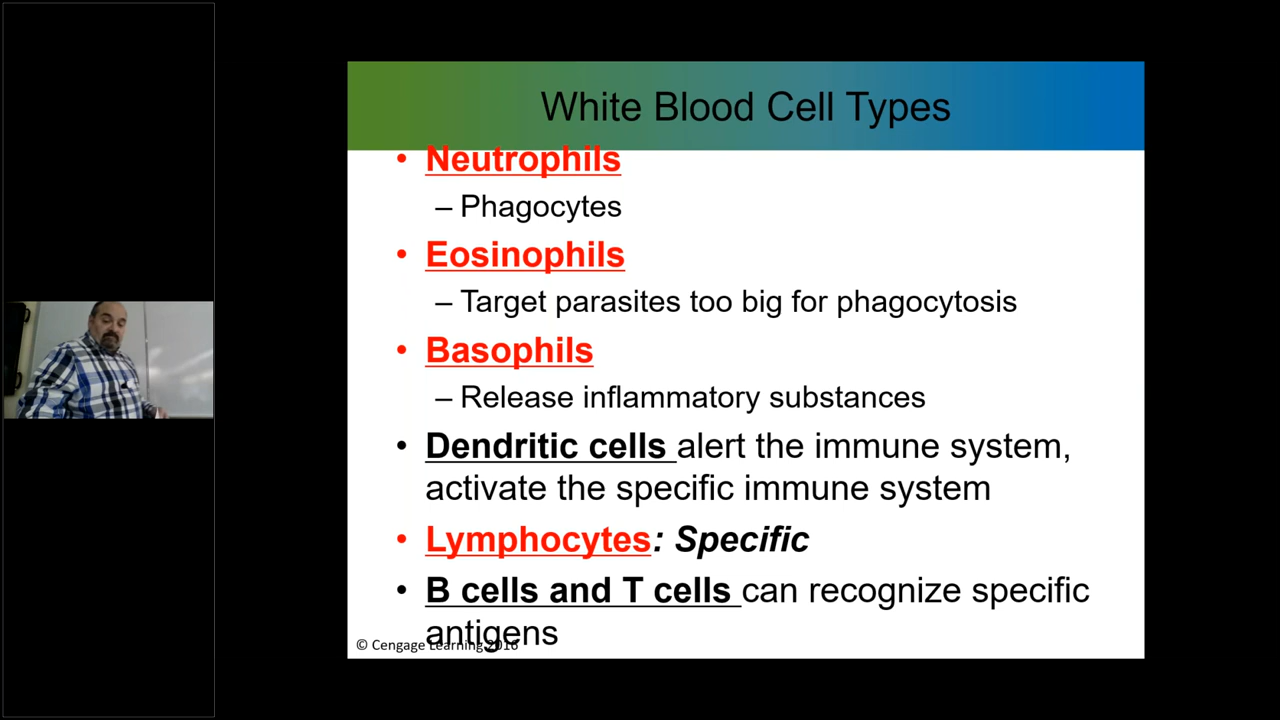 White Blood Cell Types
• Neutrophils
– Phagocytes
• Eosinophils
– Target parasites too big for phagocytosis
• Basophils
– Release inflammatory substances
• Dendritic cells alert the immune system,
activate the specific immune system
• Lymphocytes: Specific
• B cells and T cells can recognize specific
antigens
© Cengage Learning 2016